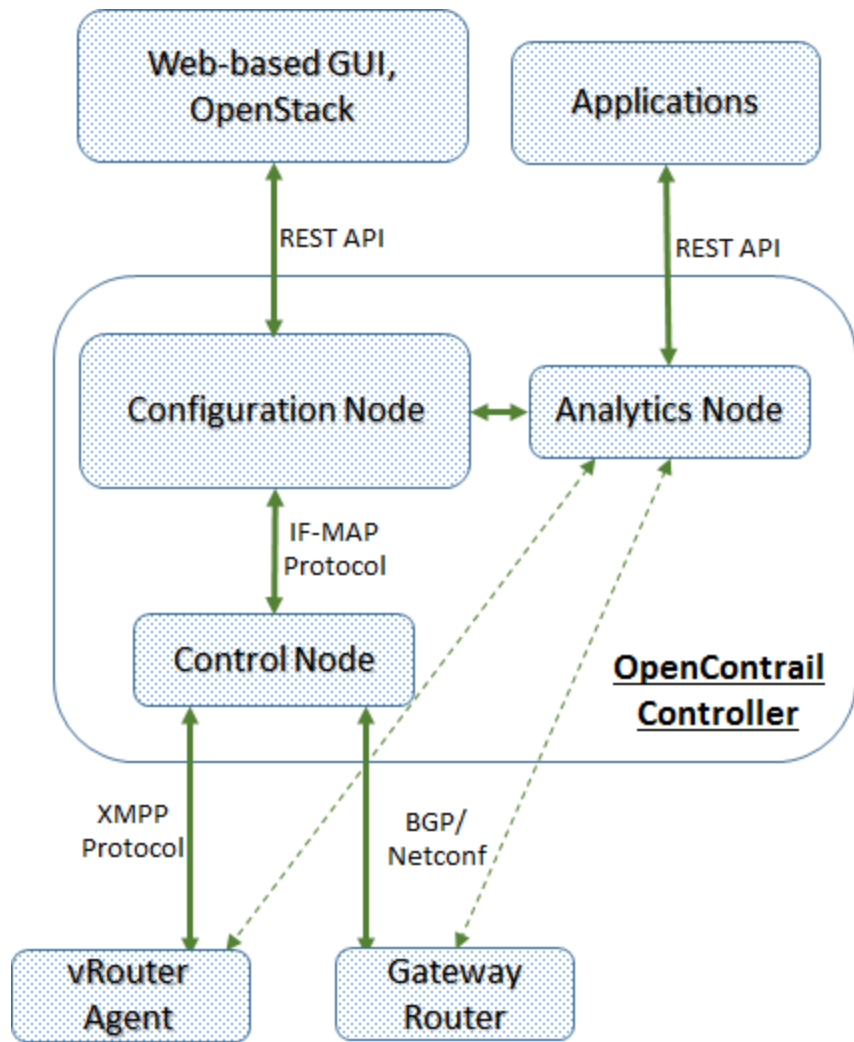 Web-based GUI,
OpenStack
Applications
REST API
REST API
Configuration Node
Analytics Node
IF-MAP
Protocol
Control Node
OpenContrail
Controller
XMPP
Protocol
BGP/
Netconf
vRouter
Agent
Gateway
Router